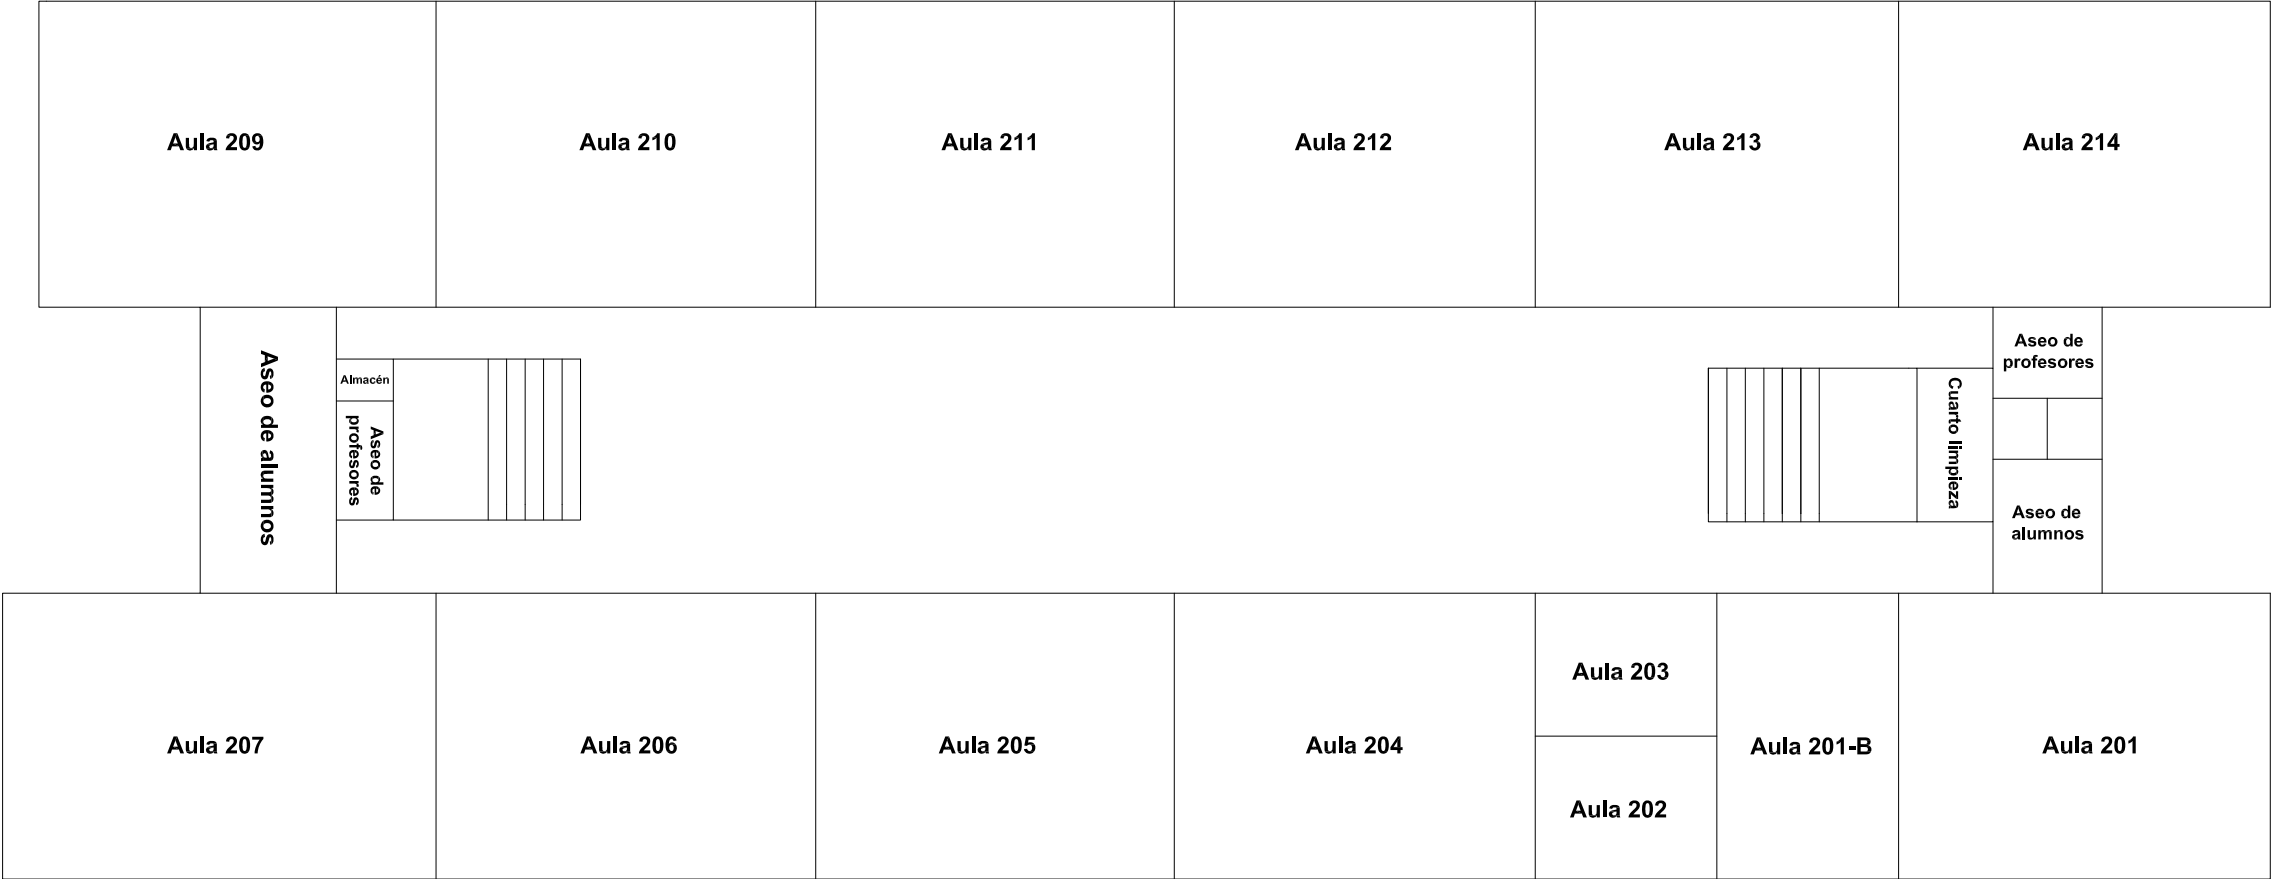 Aula 209
Aula 210
Aula 211
Aula 212
Aula 213
Aula 214
Aseo de alumnos
Almacén
Aseo de
profesores
Cuarto limpieza
Aseo de
profesores
Aseo de
alumnos
Aula 207
Aula 206
Aula 205
Aula 204
Aula 203
Aula 202
Aula 201-B
Aula 201